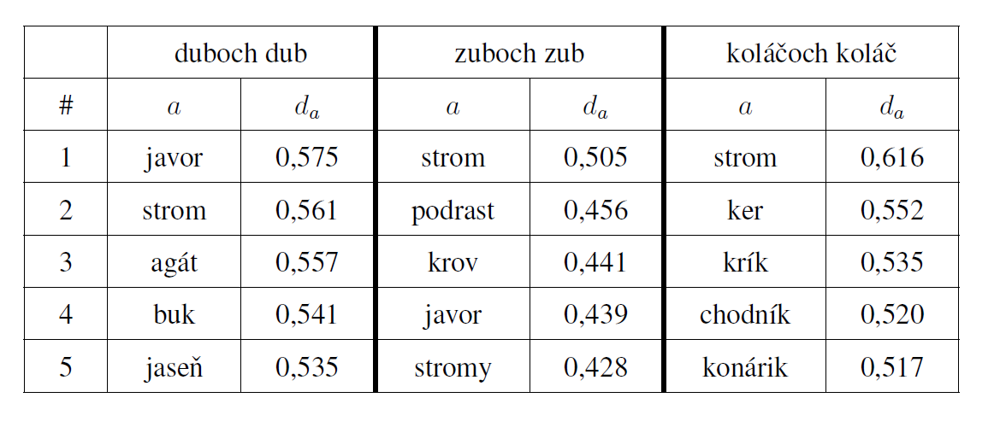 duboch dub zuboch zub koláčoch koláč
# a d_a a d_a a d_a
1 javor 0,575 strom 0,505 strom 0,616
2 strom 0,561 podrast 0,456 ker 0,552
3 agát 0,557 krov 0,441 krík 0,535
4 buk 0,541 javor 0,439 chodník 0,520
5 jaseň 0,535 stromy 0,428 konárik 0,517